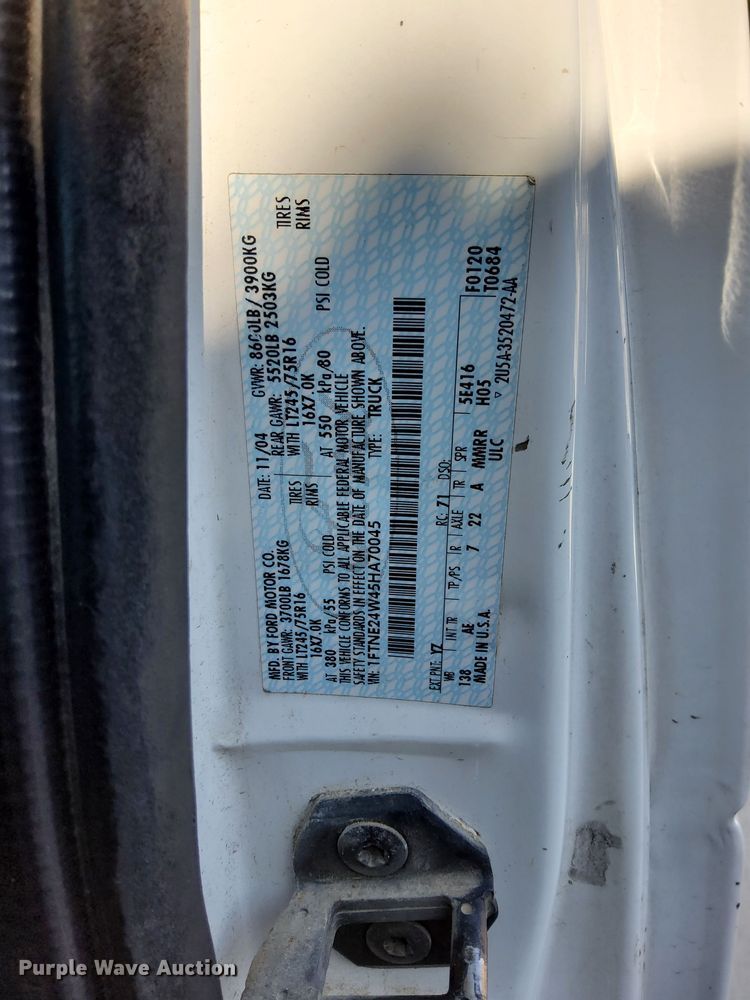 MFD. BY FORD MOTOR CO.
DATE: 11/04 GVWR: 8600LB / 3900KG
FRONT GAWR: 3700LB 1678KG REAR GAWR: 5520LB 2503KG
WITH LT245/75R16 TIRES WITH LT245/75R16 TIRES
16X7.0K RIMS 16X7.0K RIMS
AT 380 kPa/55 PSI COLD AT 550 kPa/80 PSI COLD
THIS VEHICLE CONFORMS TO ALL APPLICABLE FEDERAL MOTOR VEHICLE
SAFETY STANDARDS IN EFFECT ON THE DATE OF MANUFACTURE SHOWN ABOVE.
1FTNE24W45HA70045 TYPE: TRUCK
F0120
T0684
EXT PNT: YZ RC: 71 DSO:
WB INT TR TP/PS R AXLE TR SPR 5E416
138 AE 7 22 A MMRR H05
MADE IN U.S.A. ULC
2U5A-3520472-AA
Purple Wave Auction